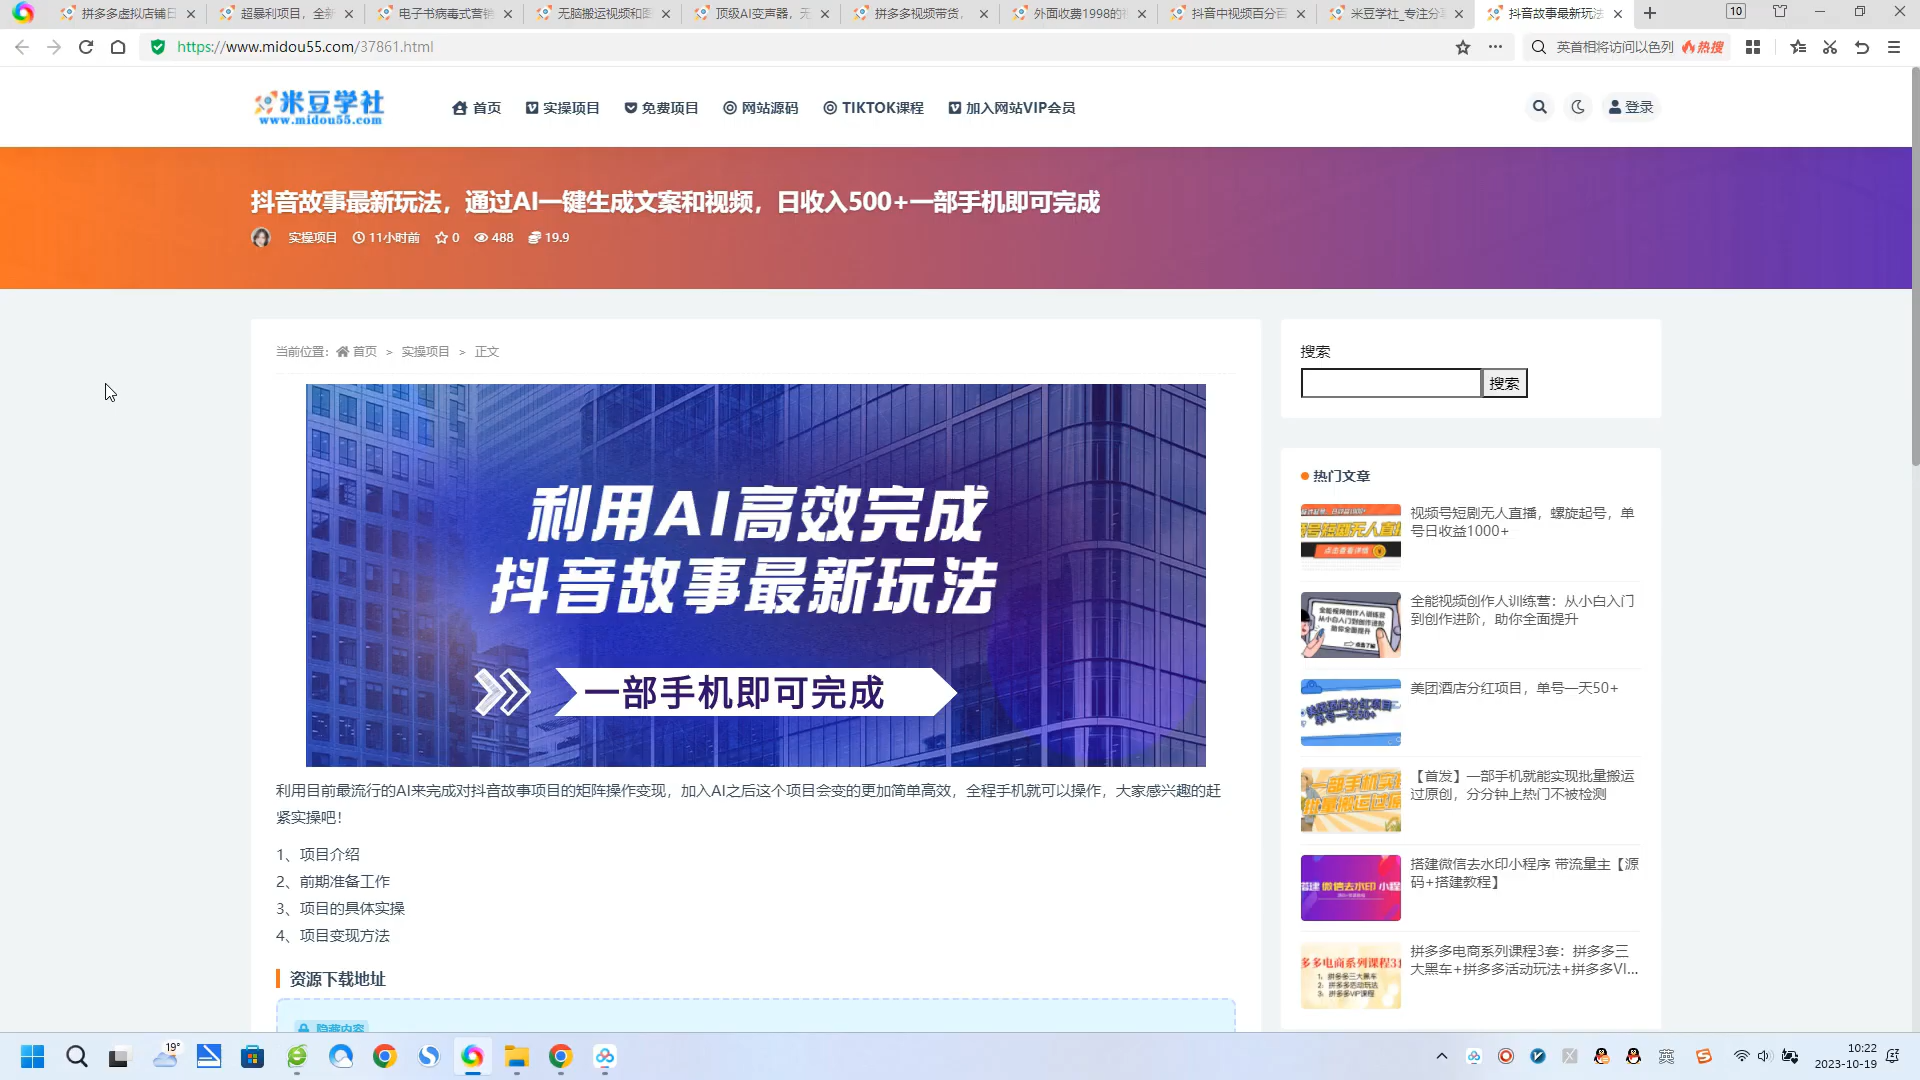 拼多多虚拟店铺日
超暴利项目，全新
电子书病毒式营销
无脑搬运视频和图
顶级AI变声器，无
拼多多视频带货，
外面收费1998的
抖音中视频百分百
米豆学社_专注分享
抖音故事最新玩法
10
https://www.midou55.com/37861.html
英首相将访问以色列
热搜
米豆学社
www.midou55.com
首页
实操项目
免费项目
网站源码
TIKTOK课程
加入网站VIP会员
登录
抖音故事最新玩法，通过AI一键生成文案和视频，日收入500+一部手机即可完成
实操项目
11小时前
0
488
19.9
当前位置：
首页 > 实操项目 > 正文
利用AI高效完成
抖音故事最新玩法
一部手机即可完成
利用目前最流行的AI来完成对抖音故事项目的矩阵操作变现，加入AI之后这个项目会变的更加简单高效，全程手机就可以操作，大家感兴趣的赶
紧实操吧！
1、项目介绍
2、前期准备工作
3、项目的具体实操
4、项目变现方法
资源下载地址
隐藏内容
搜索
搜索
热门文章
视频号短剧无人直播，螺旋起号，单
号日收益1000+
全能视频创作人训练营：从小白入门
到创作进阶，助你全面提升
美团酒店分红项目，单号一天50+
【首发】一部手机就能实现批量搬运
过原创，分分钟上热门不被检测
搭建微信去水印小程序 带流量主【源
码+搭建教程】
拼多多电商系列课程3套：拼多多三
大黑车+拼多多活动玩法+拼多多VI...
19°
英
10:22
2023-10-19